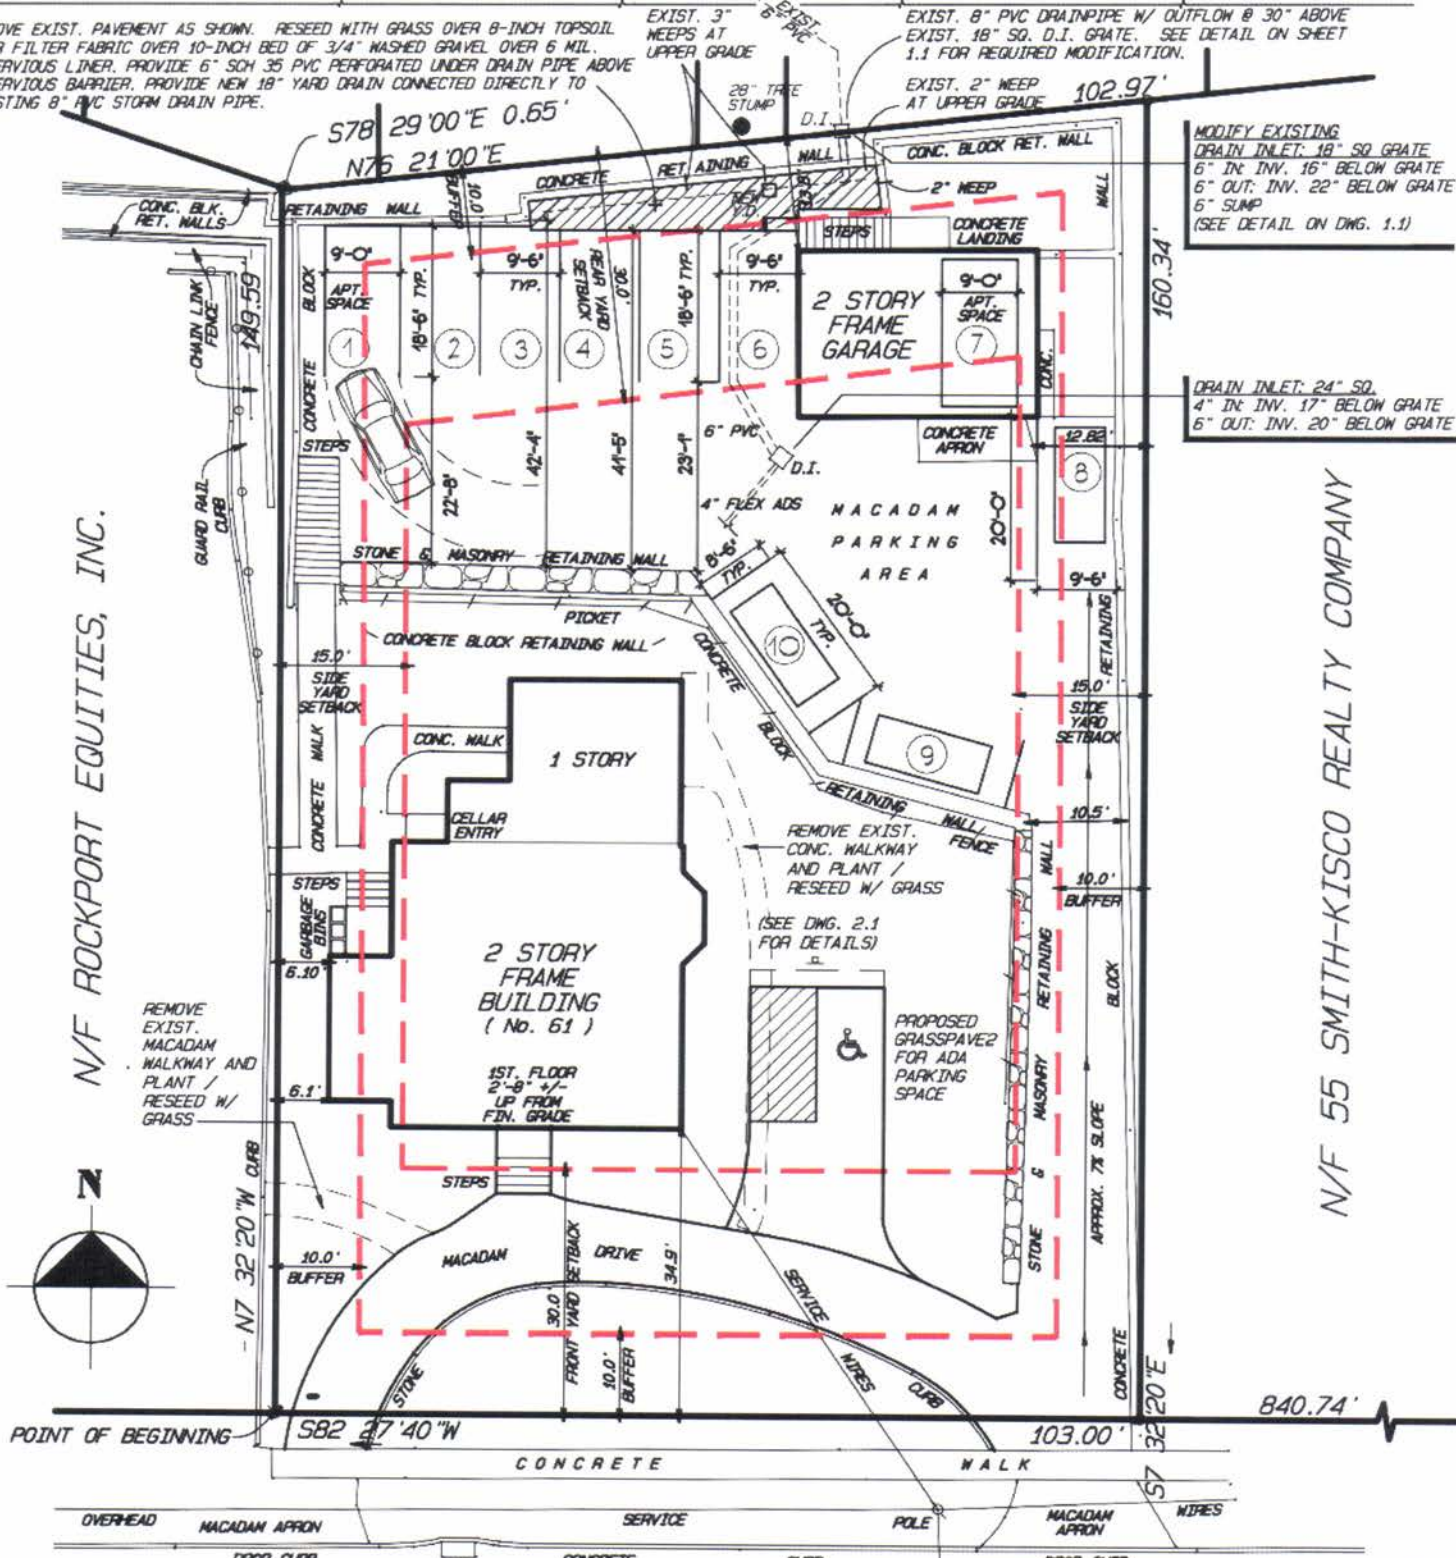 OVE EXIST. PAVEMENT AS SHOWN. RESEED WITH GRASS OVER 8-INCH TOPSOIL
R FILTER FABRIC OVER 10-INCH BED OF 3/4" WASHED GRAVEL OVER 6 MIL.
ERVIOUS LINER. PROVIDE 6" SCH 35 PVC PERFORATED UNDER DRAIN PIPE ABOVE
ERVIOUS BARRIER. PROVIDE NEW 18" YARD DRAIN CONNECTED DIRECTLY TO
STING 8" PVC STORM DRAIN PIPE.
EXIST. 3"
WEEPS AT
UPPER GRADE
EXIST.
6" PVC
EXIST. 8" PVC DRAINPIPE W/ OUTFLOW @ 30" ABOVE
EXIST. 18" SQ. D.I. GRATE. SEE DETAIL ON SHEET
1.1 FOR REQUIRED MODIFICATION.
EXIST. 2" WEEP
AT UPPER GRADE
102.97'
28" TREE
STUMP
D.I.
S78 29'00"E 0.65'
N76 21'00"E
MODIFY EXISTING
DRAIN INLET: 18" SQ GRATE
6" IN: INV. 16" BELOW GRATE
6" OUT: INV. 22" BELOW GRATE
6" SUMP
(SEE DETAIL ON DWG. 1.1)
CONC. BLOCK RET. WALL
CONCRETE RETAINING WALL
2" WEEP
10.0'
BUFFER
NEW
Y.D.
CONC. BLK.
RET. WALLS
RETAINING WALL
STEPS
CONCRETE
LANDING
WALL
160.34'
CHAIN LINK
FENCE
149.59
CONCRETE BLOCK
9'-0"
APT.
SPACE
18'-6" TYP.
9'-6"
TYP.
REAR YARD
SETBACK
30.0'
18'-6" TYP.
9'-6"
TYP.
2 STORY
FRAME
GARAGE
9'-0"
APT.
SPACE
1
2
3
4
5
6
7
CONC.
DRAIN INLET: 24" SQ.
4" IN: INV. 17" BELOW GRATE
6" OUT: INV. 20" BELOW GRATE
STEPS
22'-8"
42'-4"
41'-5"
23'-1"
6" PVC
D.I.
CONCRETE
APRON
12.82'
8
GUARD RAIL
CURB
4" FLEX ADS
MACADAM
PARKING
AREA
20'-0"
9'-6"
STONE & MASONRY RETAINING WALL
8'-6"
TYP.
20'-0"
TYP.
10
PICKET
CONCRETE BLOCK RETAINING WALL
CONCRETE
BLOCK
RETAINING
WALL/
FENCE
9
N/F ROCKPORT EQUITIES, INC.
N/F 55 SMITH-KISCO REALTY COMPANY
15.0'
SIDE
YARD
SETBACK
15.0'
SIDE
YARD
SETBACK
RETAINING
CONCRETE WALK
CONC. WALK
1 STORY
CELLAR
ENTRY
10.5'
REMOVE EXIST.
CONC. WALKWAY
AND PLANT /
RESEED W/ GRASS
10.0'
BUFFER
STEPS
GARBAGE
BINS
(SEE DWG. 2.1
FOR DETAILS)
6.10'
2 STORY
FRAME
BUILDING
( No. 61 )
REMOVE
EXIST.
MACADAM
WALKWAY AND
PLANT /
RESEED W/
GRASS
1ST. FLOOR
2'-8" +/-
UP FROM
FIN. GRADE
6.1'
PROPOSED
GRASSPAVE2
FOR ADA
PARKING
SPACE
STONE & MASONRY RETAINING WALL
CONCRETE BLOCK
APPROX. 7% SLOPE
N
N7 32'20"W
CURB
STEPS
10.0'
BUFFER
MACADAM DRIVE
30.0'
FRONT YARD SETBACK
10.0'
BUFFER
34.9'
SERVICE WIRES
STONE
CURB
S7 32'20"E
POINT OF BEGINNING
S82 27'40"W
103.00'
840.74'
CONCRETE WALK
OVERHEAD
MACADAM APRON
SERVICE
POLE
MACADAM
APRON
WIRES
DROP CURB
CONCRETE
CURB
DROP CURB